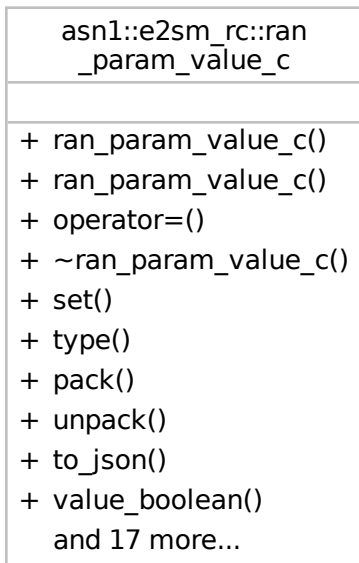 asn1::e2sm_rc::ran
_param_value_c
+ ran_param_value_c()
+ ran_param_value_c()
+ operator=()
+ ~ran_param_value_c()
+ set()
+ type()
+ pack()
+ unpack()
+ to_json()
+ value_boolean()
and 17 more...